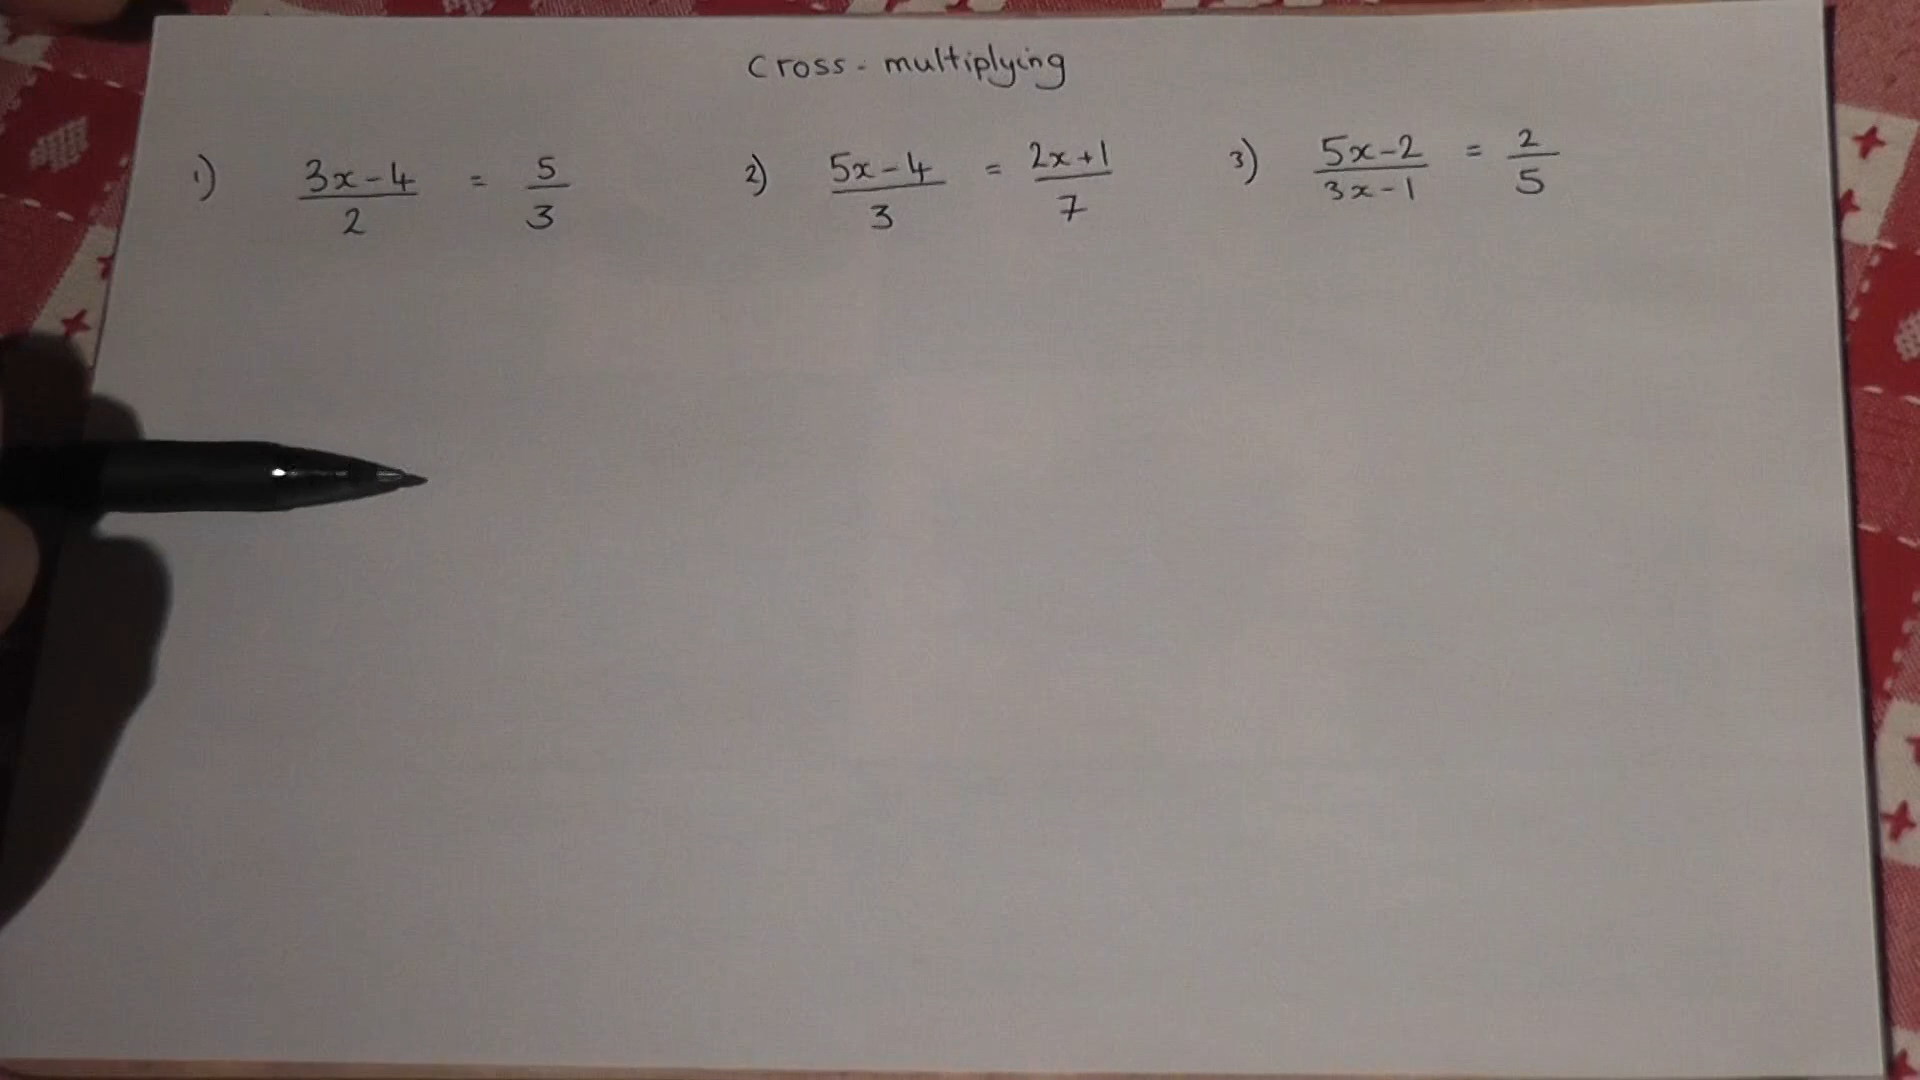 cross-multiplying
1) (3x-4)/2 = 5/3 2) (5x-4)/3 = (2x+1)/7 3) (5x-2)/(3x-1) = 2/5